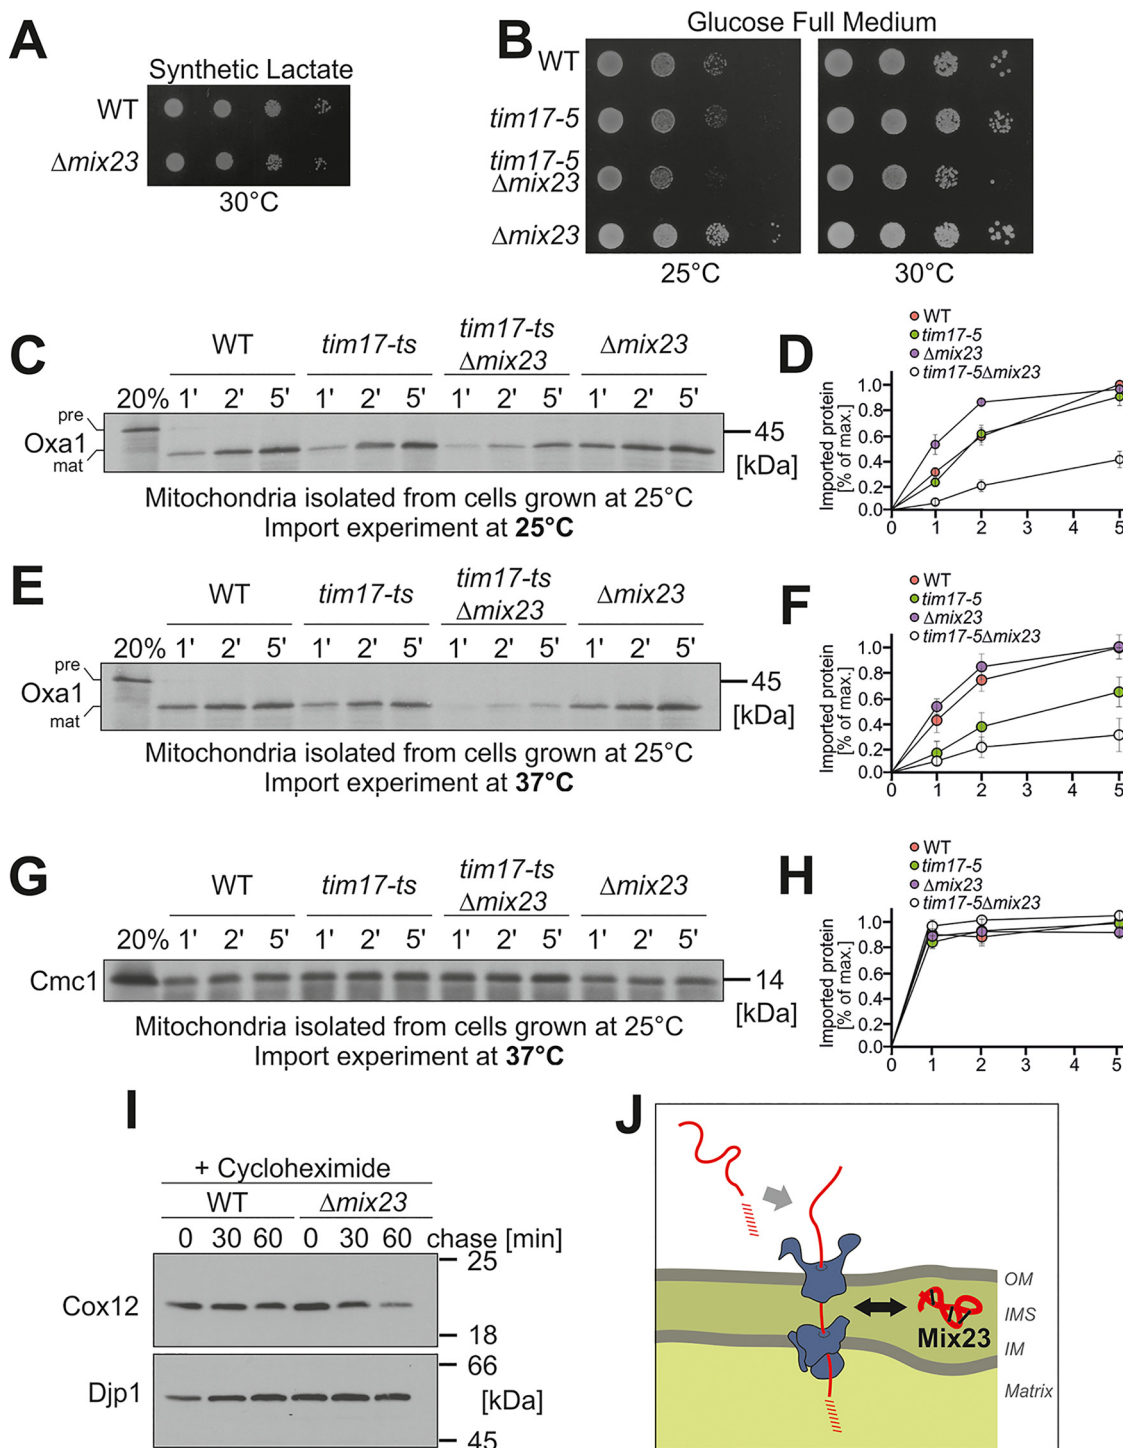 A
Synthetic Lactate
WT
Δmix23
30°C
B
Glucose Full Medium
WT
tim17-5
tim17-5
Δmix23
Δmix23
25°C
30°C
C
WT
tim17-ts
tim17-ts
Δmix23
Δmix23
20%
1'
2'
5'
1'
2'
5'
1'
2'
5'
1'
2'
5'
pre
Oxa1
mat
45
[kDa]
Mitochondria isolated from cells grown at 25°C
Import experiment at 25°C
D
WT
tim17-5
Δmix23
tim17-5Δmix23
Imported protein
[% of max.]
1.0
0.8
0.6
0.4
0.2
0.0
0
1
2
3
4
5
E
WT
tim17-ts
tim17-ts
Δmix23
Δmix23
20%
1'
2'
5'
1'
2'
5'
1'
2'
5'
1'
2'
5'
pre
Oxa1
mat
45
[kDa]
Mitochondria isolated from cells grown at 25°C
Import experiment at 37°C
F
WT
tim17-5
Δmix23
tim17-5Δmix23
Imported protein
[% of max.]
1.0
0.8
0.6
0.4
0.2
0.0
0
1
2
3
4
5
G
WT
tim17-ts
tim17-ts
Δmix23
Δmix23
20%
1'
2'
5'
1'
2'
5'
1'
2'
5'
1'
2'
5'
Cmc1
14
[kDa]
Mitochondria isolated from cells grown at 25°C
Import experiment at 37°C
H
WT
tim17-5
Δmix23
tim17-5Δmix23
Imported protein
[% of max.]
1.0
0.8
0.6
0.4
0.2
0.0
0
1
2
3
4
5
I
+ Cycloheximide
WT
Δmix23
0
30
60
0
30
60
chase [min]
25
Cox12
18
66
Djp1
[kDa]
45
J
OM
IMS
Mix23
IM
Matrix